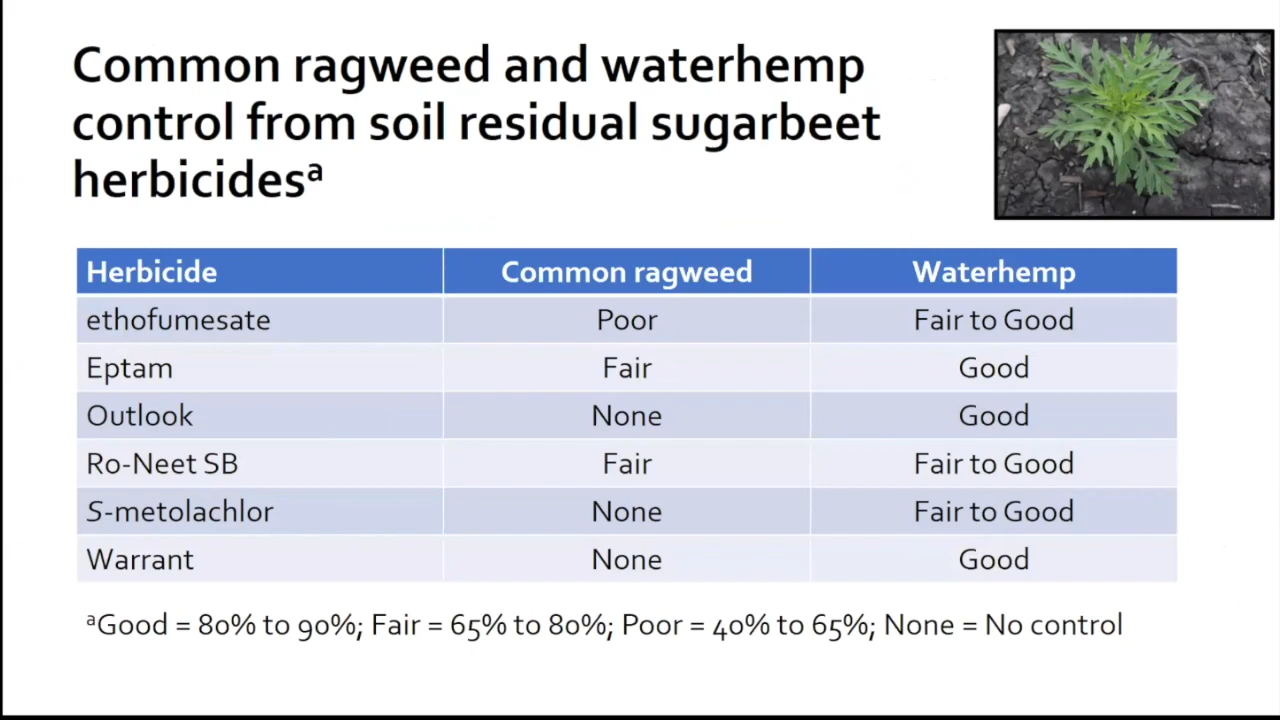 Common ragweed and waterhemp
control from soil residual sugarbeet
herbicidesª
Herbicide Common ragweed Waterhemp
ethofumesate Poor Fair to Good
Eptam Fair Good
Outlook None Good
Ro-Neet SB Fair Fair to Good
S-metolachlor None Fair to Good
Warrant None Good
ªGood = 80% to 90%; Fair = 65% to 80%; Poor = 40% to 65%; None = No control